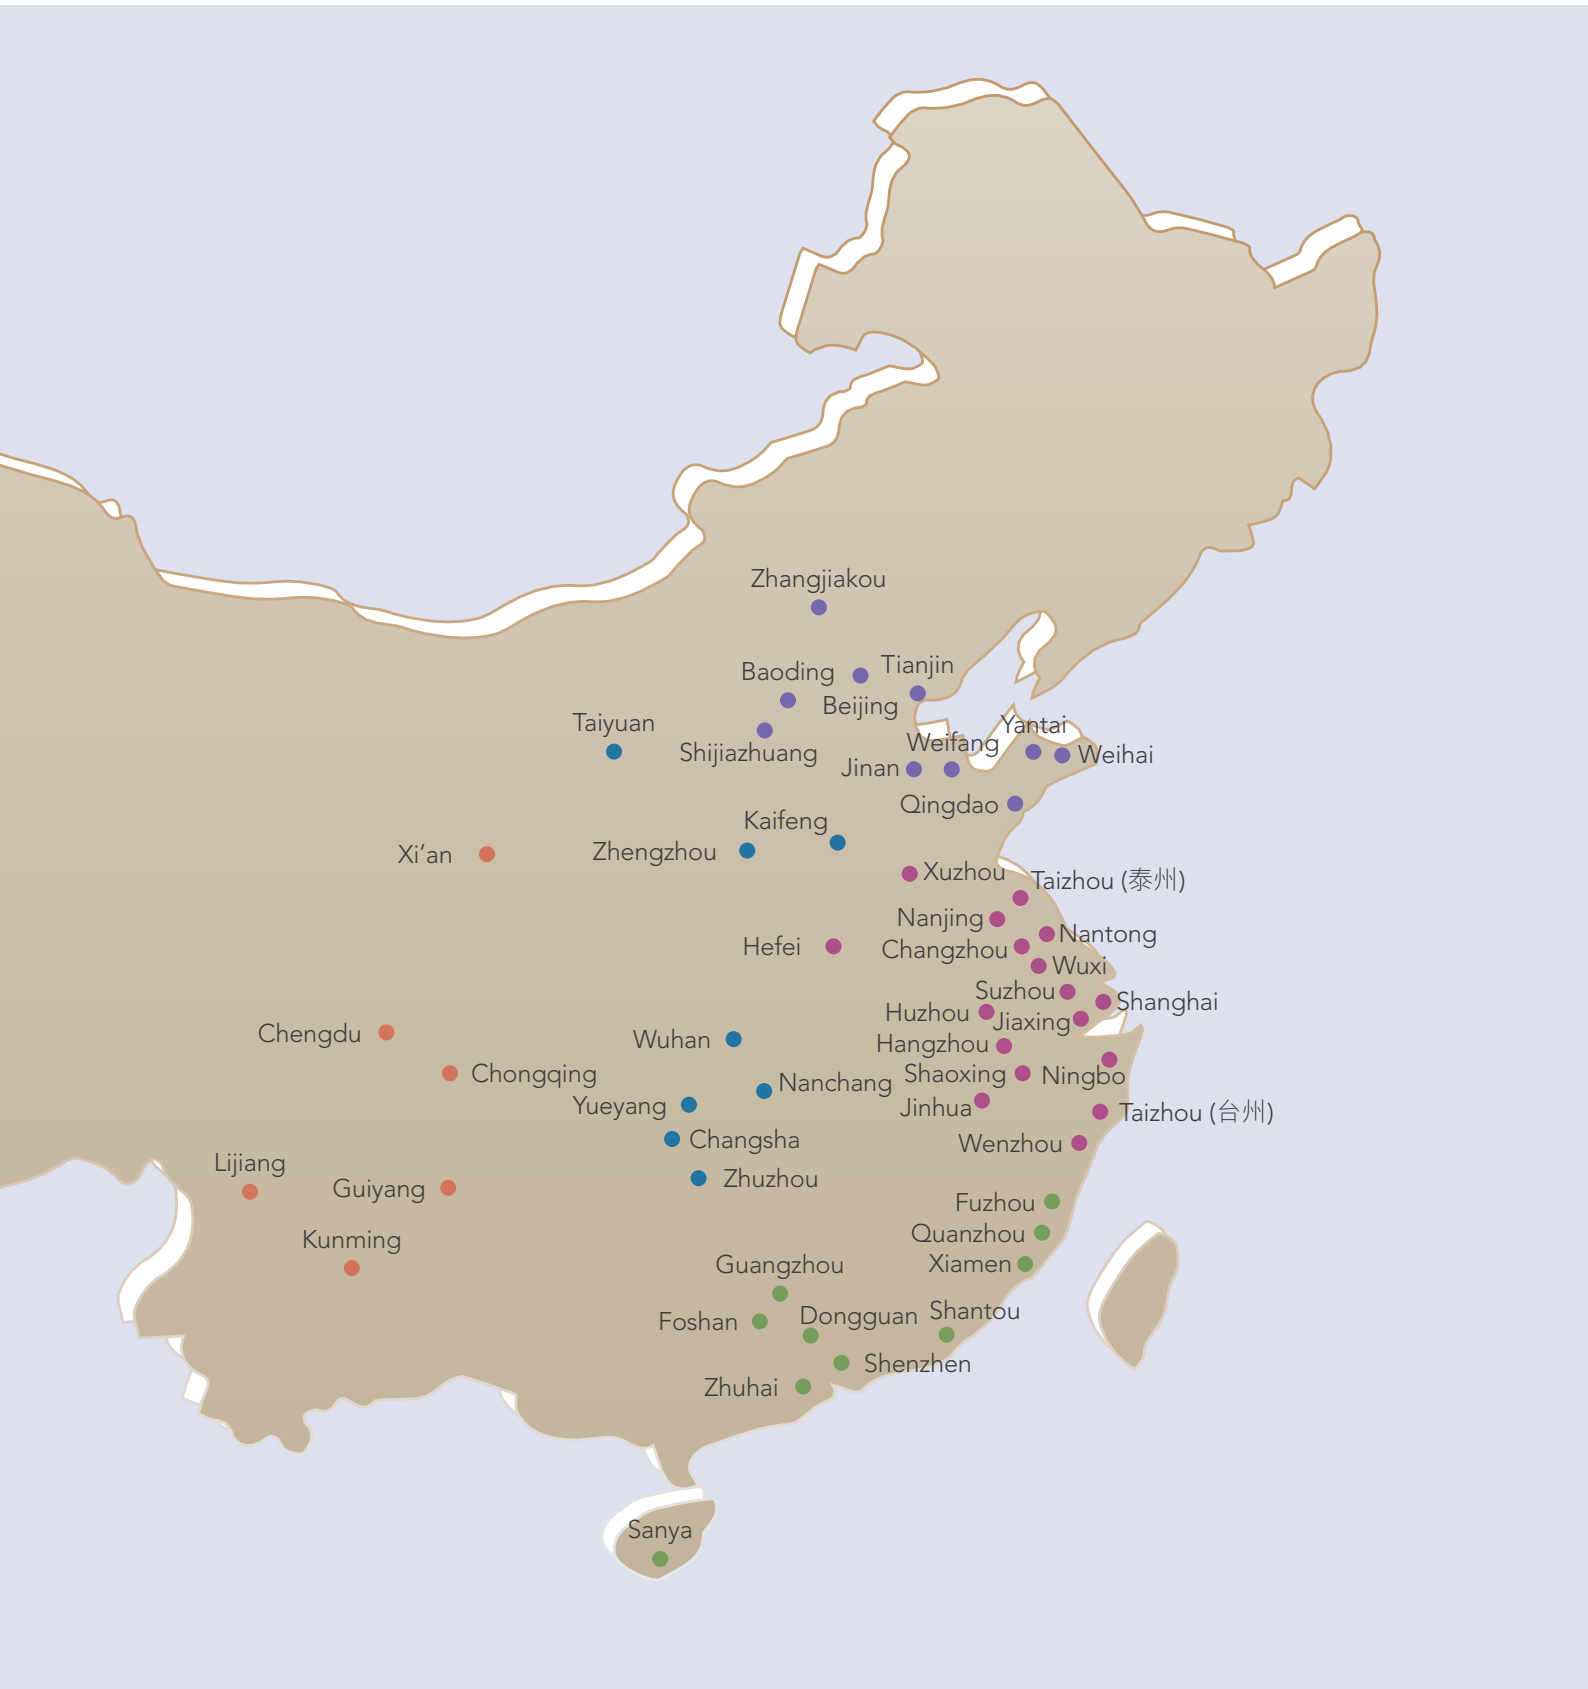 Zhangjiakou
Tianjin
Baoding
Beijing
Taiyuan
Yantai
Weifang
Shijiazhuang
Weihai
Jinan
Qingdao
Kaifeng
Zhengzhou
Xi’an
Xuzhou
Taizhou (泰州)
Nanjing
Nantong
Hefei
Changzhou
Wuxi
Suzhou
Shanghai
Huzhou
Jiaxing
Chengdu
Wuhan
Hangzhou
Chongqing
Shaoxing
Ningbo
Nanchang
Yueyang
Jinhua
Taizhou (台州)
Changsha
Wenzhou
Lijiang
Zhuzhou
Guiyang
Fuzhou
Quanzhou
Kunming
Xiamen
Guangzhou
Shantou
Dongguan
Foshan
Shenzhen
Zhuhai
Sanya